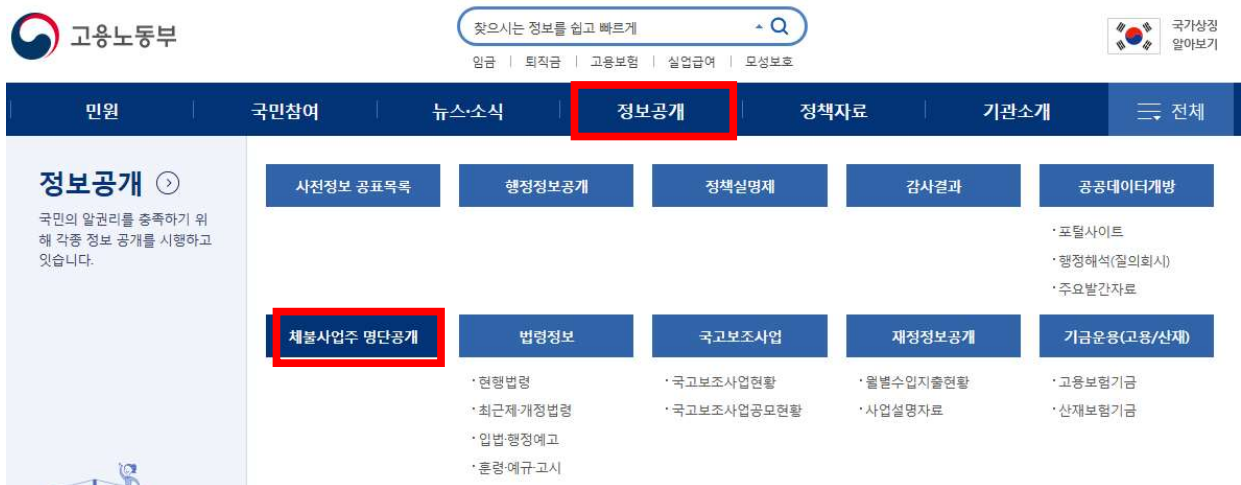 고용노동부
찾으시는 정보를 쉽고 빠르게
임금 | 퇴직금 | 고용보험 | 실업급여 | 모성보호
국가상징
알아보기
민원 국민참여 뉴스·소식 정보공개 정책자료 기관소개 전체
정보공개
국민의 알권리를 충족하기 위
해 각종 정보 공개를 시행하고
잇습니다.
사전정보 공표목록 행정정보공개 정책실명제 감사결과 공공데이터개방
·포털사이트
·행정해석(질의회시)
·주요발간자료
체불사업주 명단공개 법령정보 국고보조사업 재정정보공개 기금운용(고용/산재)
·현행법령 ·국고보조사업현황 ·월별수입지출현황 ·고용보험기금
·최근제·개정법령 ·국고보조사업공모현황 ·사업설명자료 ·산재보험기금
·입법·행정예고
·훈령·예규·고시